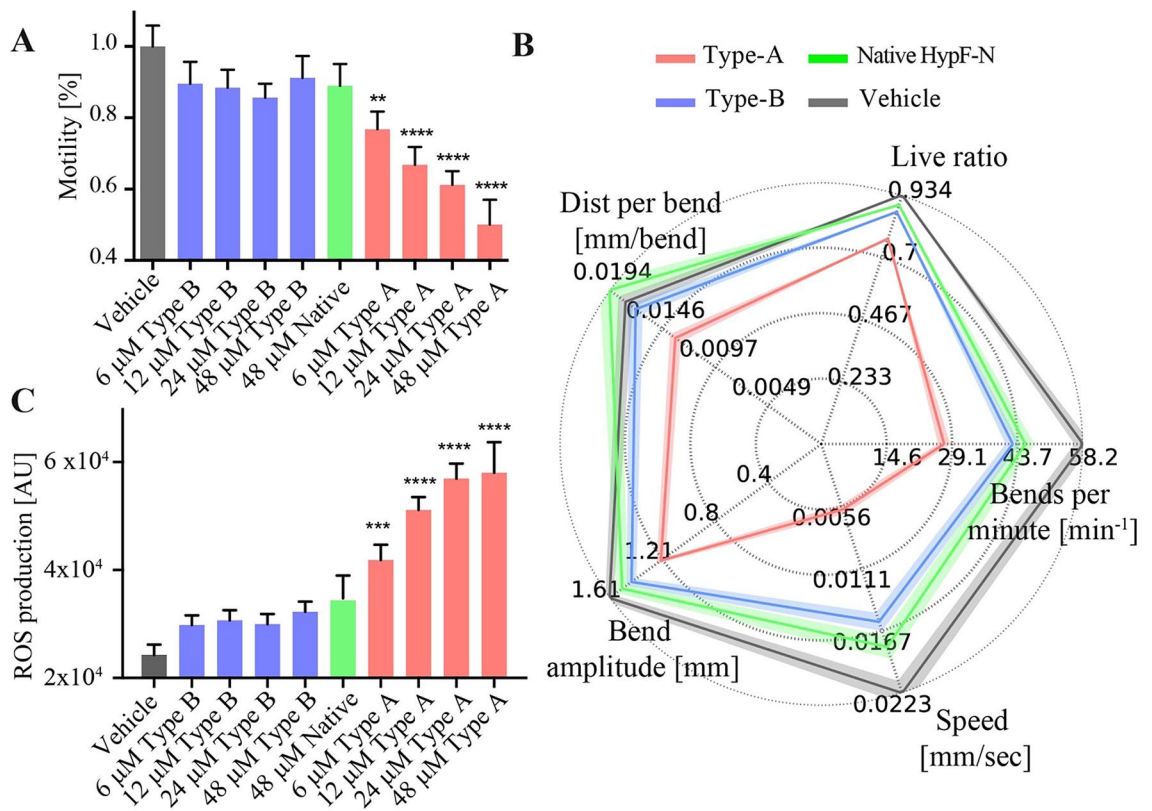 A
Motility [%]
1.0
0.8
0.6
0.4
**
****
****
****
Vehicle
6 µM Type B
12 µM Type B
24 µM Type B
48 µM Type B
48 µM Native
6 µM Type A
12 µM Type A
24 µM Type A
48 µM Type A
B
Type-A
Native HypF-N
Type-B
Vehicle
Live ratio
0.934
0.7
0.467
0.233
Dist per bend
[mm/bend]
0.0194
0.0146
0.0097
0.0049
14.6
29.1
43.7
58.2
Bends per
minute [min-1]
0.4
0.8
1.21
1.61
Bend
amplitude [mm]
0.0056
0.0111
0.0167
0.0223
Speed
[mm/sec]
C
ROS production [AU]
6 x10⁴
4x10⁴
2x10⁴
***
****
****
****
Vehicle
6 µM Type B
12 µM Type B
24 µM Type B
48 µM Type B
48 µM Native
6 µM Type A
12 µM Type A
24 µM Type A
48 µM Type A